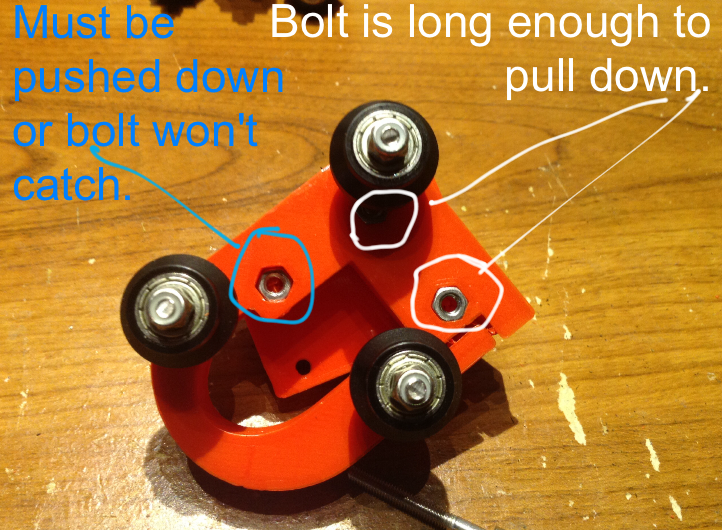 Must be
pushed down
or bolt won't
catch.
Bolt is long enough to
pull down.